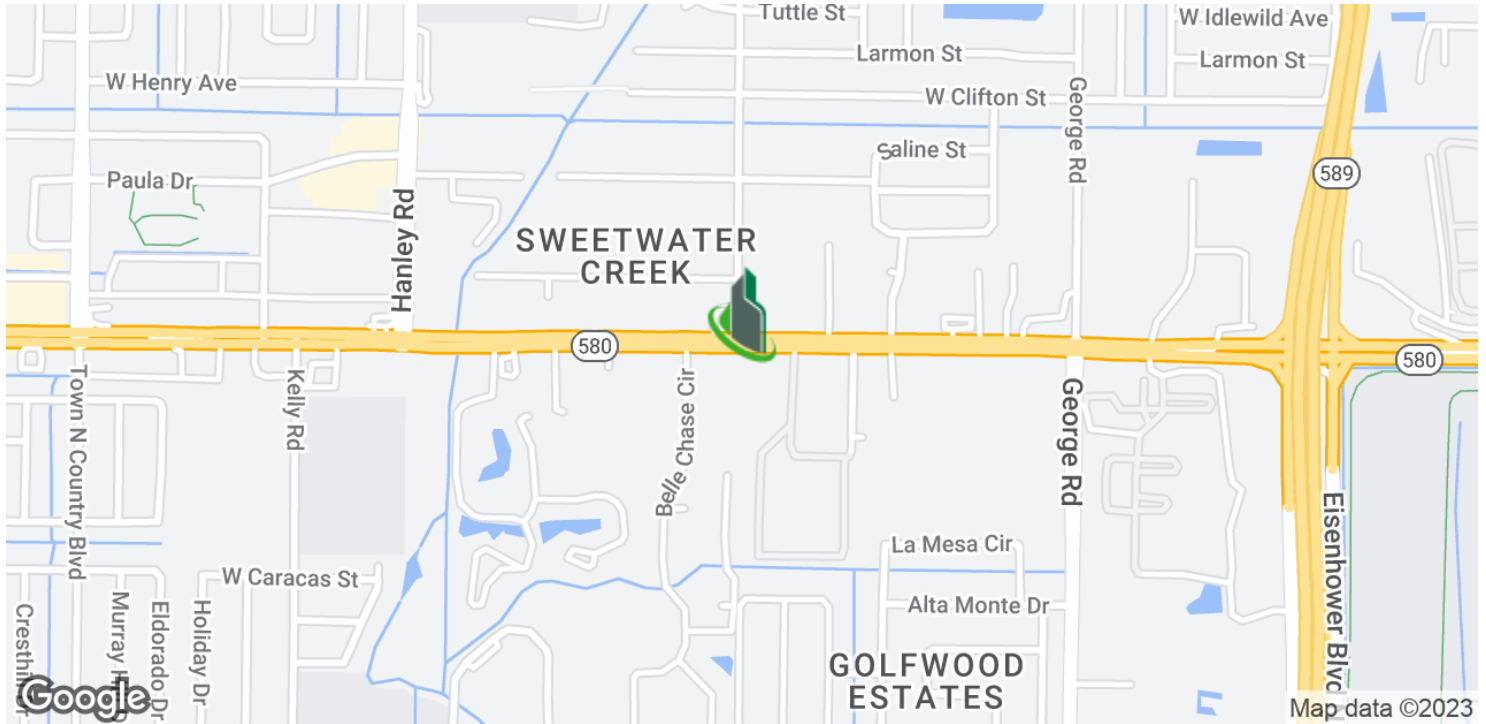 Tuttle St
W Idlewild Ave
Larmon St
Larmon St
W Henry Ave
W Clifton St
George Rd
Saline St
589
Paula Dr
Hanley Rd
SWEETWATER
CREEK
580
580
Town N Country Blvd
Kelly Rd
Belle Chase Cir
George Rd
Eisenhower Blvd
La Mesa Cir
W Caracas St
Alta Monte Dr
Murray
Eldorado Dr
Holiday Dr
GOLFWOOD
ESTATES
Google
Map data ©2023